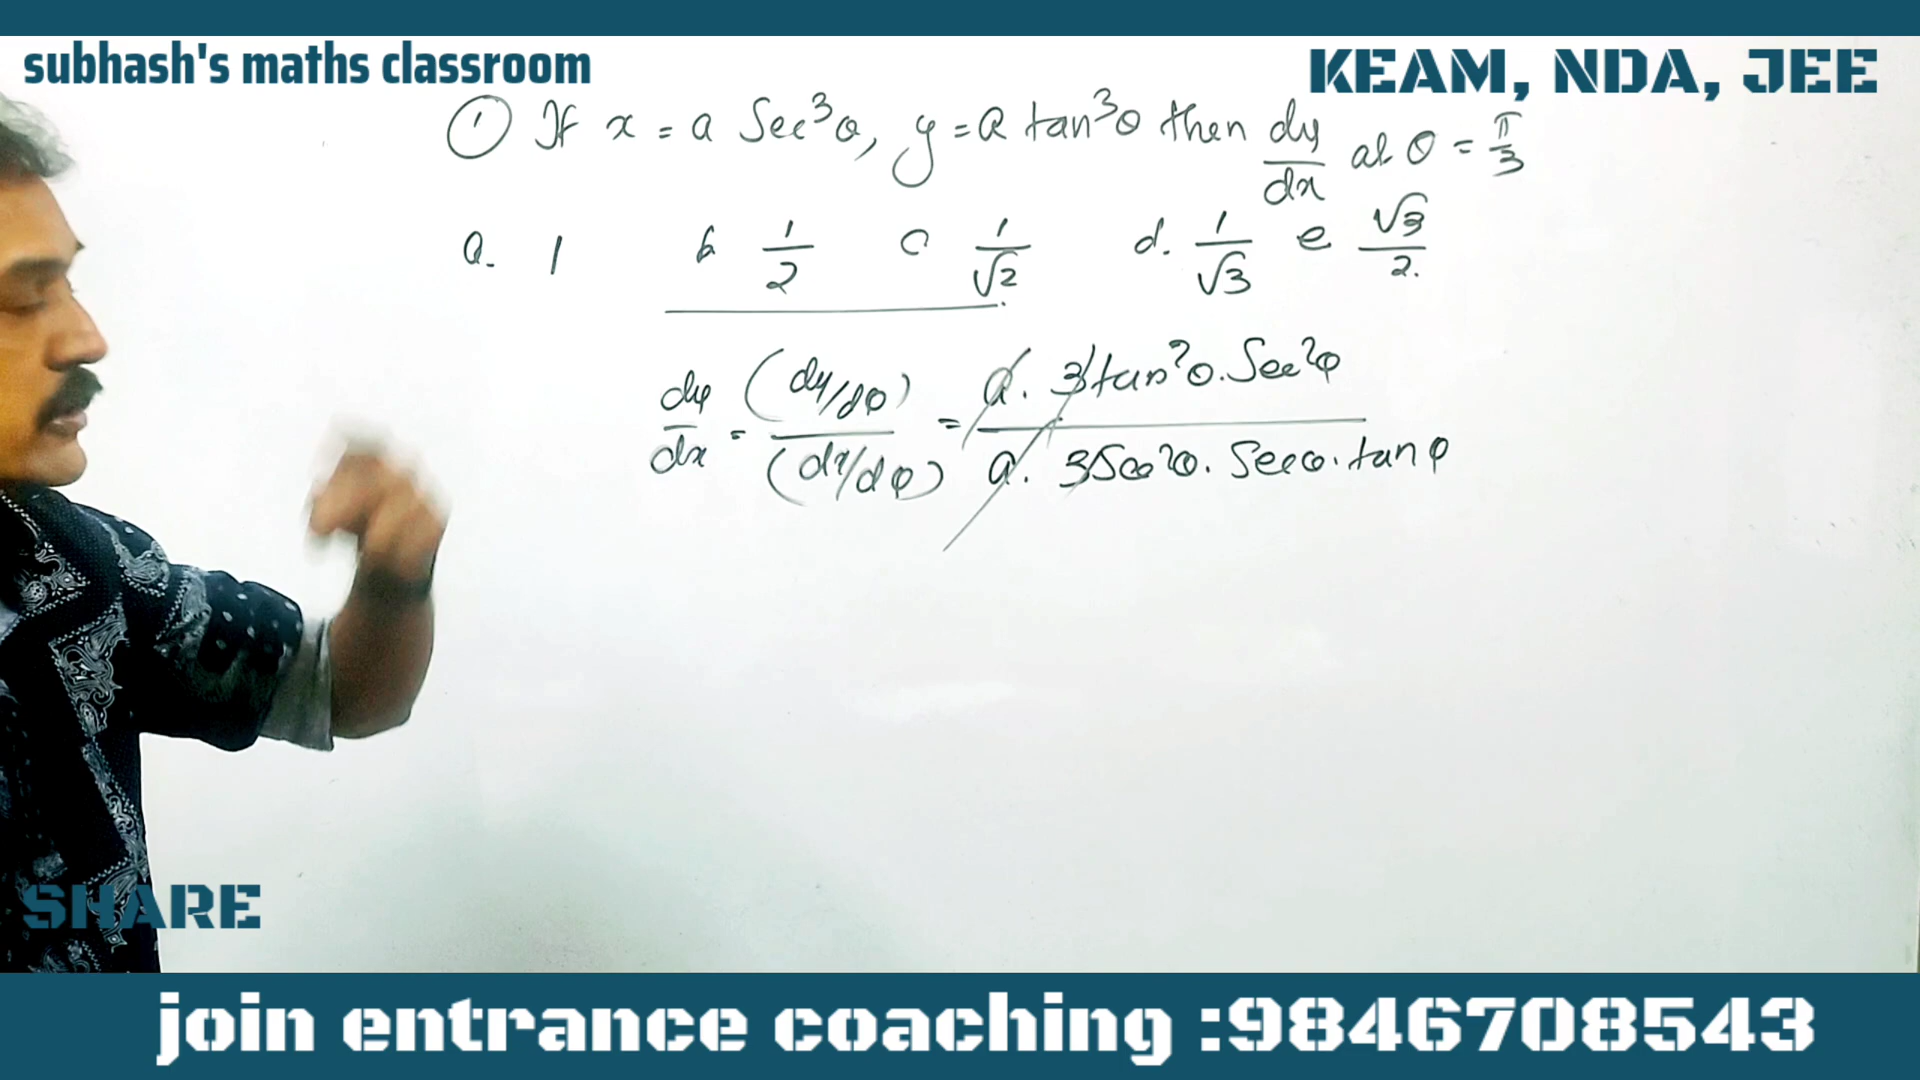 subhash's maths classroom
KEAM, NDA, JEE
① If x = a Sec³θ, y = a tan³θ then dy/dx at θ = π/3
a. 1 b 1/2 c 1/√2 d. 1/√3 e √3/2.
dy/dx = (dy/dθ)/(dx/dθ) = a. 3tan²θ. Sec²θ / a. 3Sec²θ. Secθ. tanθ
SHARE
join entrance coaching :9846708543